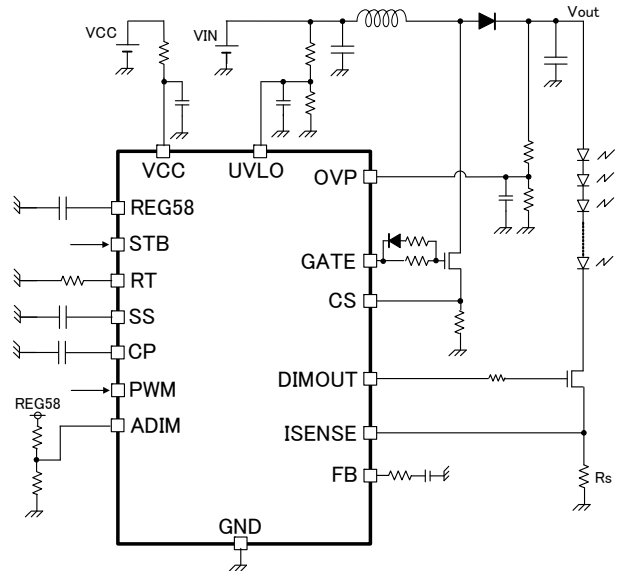 VCC
VIN
Vout
VCC
UVLO
OVP
REG58
STB
GATE
RT
CS
SS
CP
DIMOUT
PWM
REG58
ADIM
ISENSE
FB
Rs
GND